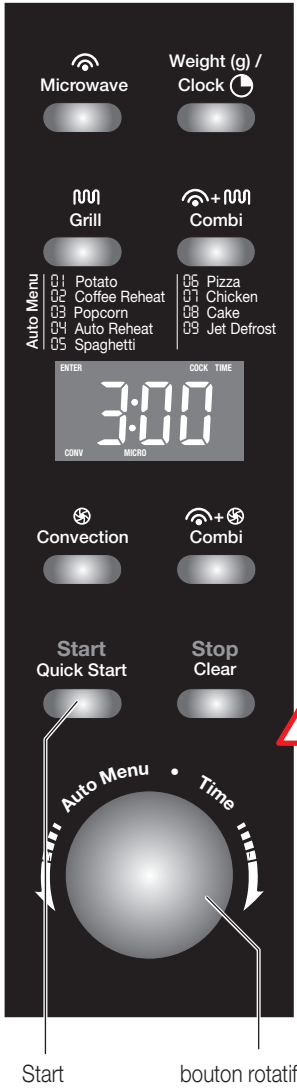 Microwave
Weight (g) /
Clock
Grill
+
Combi
Auto Menu
01 Potato
02 Coffee Reheat
03 Popcorn
04 Auto Reheat
05 Spaghetti
06 Pizza
07 Chicken
08 Cake
09 Jet Defrost
ENTER COCK TIME
3:00
CONV MICRO
Convection
+
Combi
Start
Quick Start
Stop
Clear
Auto Menu • Time
Start
bouton rotatif